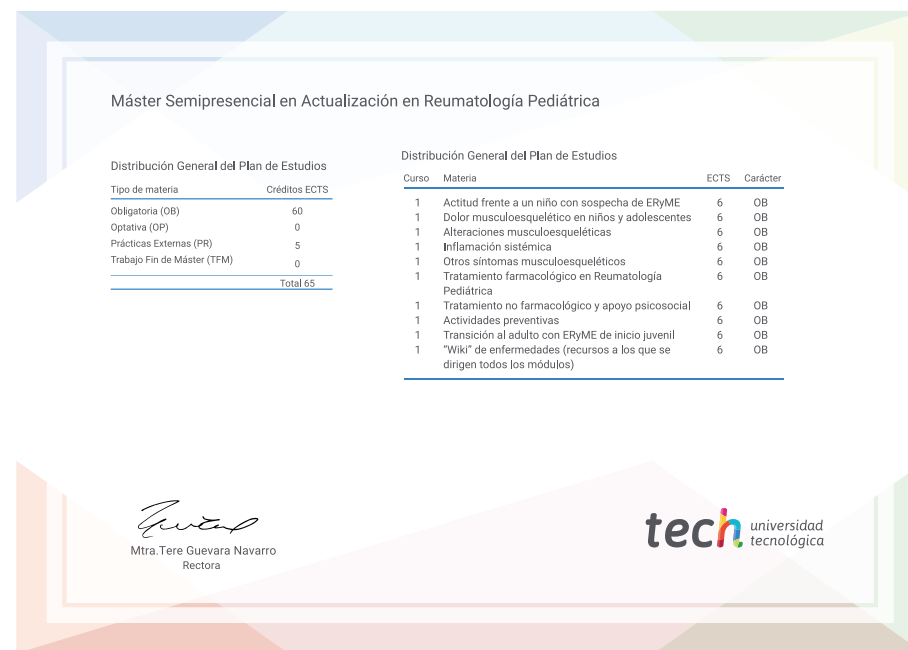 Máster Semipresencial en Actualización en Reumatología Pediátrica
Distribución General del Plan de Estudios
Tipo de materia Créditos ECTS
Obligatoria (OB) 60
Optativa (OP) 0
Prácticas Externas (PR) 5
Trabajo Fin de Máster (TFM) 0
Total 65
Distribución General del Plan de Estudios
Curso Materia ECTS Carácter
1 Actitud frente a un niño con sospecha de ERyME 6 OB
1 Dolor musculoesquelético en niños y adolescentes 6 OB
1 Alteraciones musculoesqueléticas 6 OB
1 Inflamación sistémica 6 OB
1 Otros síntomas musculoesqueléticos 6 OB
1 Tratamiento farmacológico en Reumatología 6 OB
Pediátrica
1 Tratamiento no farmacológico y apoyo psicosocial 6 OB
1 Actividades preventivas 6 OB
1 Transición al adulto con ERyME de inicio juvenil 6 OB
1 "Wiki" de enfermedades (recursos a los que se 6 OB
dirigen todos los módulos)
Mtra.Tere Guevara Navarro
Rectora
tech universidad
tecnológica